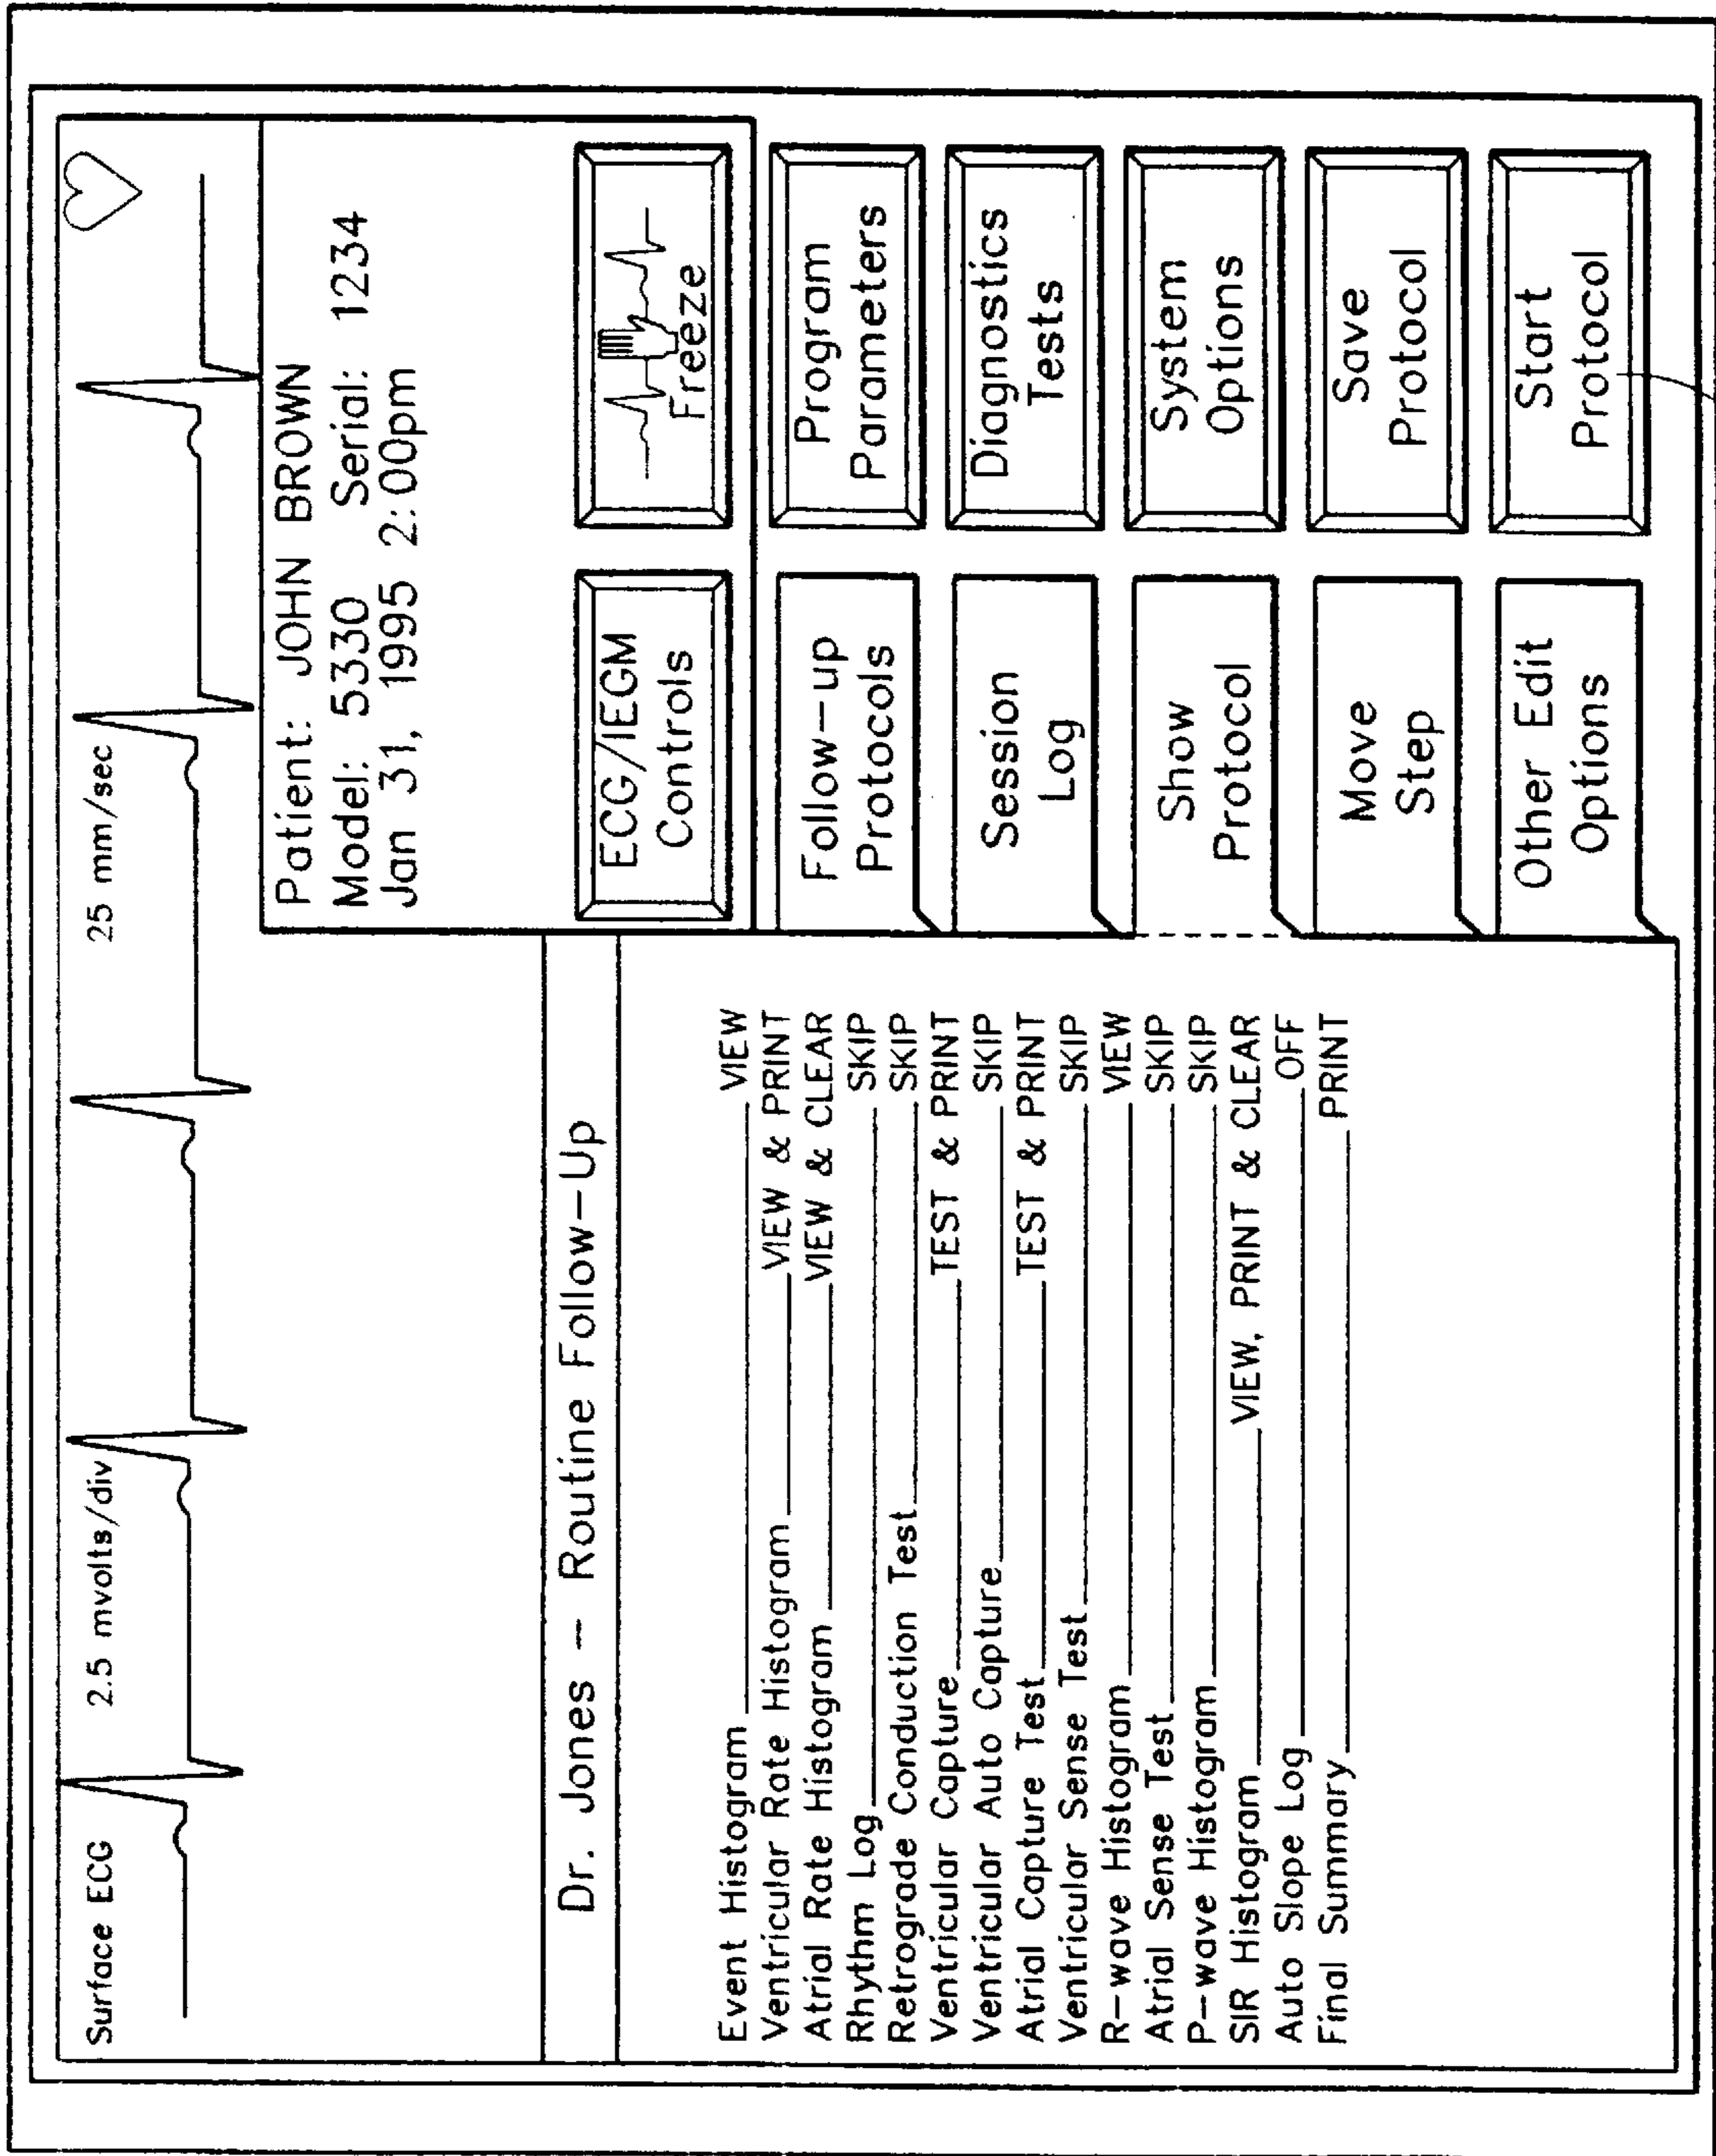 Surface ECG 2.5 mvolts/div 25 mm/sec
Patient: JOHN BROWN
Model: 5330 Serial: 1234
Jan 31, 1995 2:00pm
ECG/IEGM
Controls
Freeze
Dr. Jones – Routine Follow–Up
Event Histogram VIEW
Ventricular Rate Histogram VIEW & PRINT
Atrial Rate Histogram VIEW & CLEAR
Rhythm Log SKIP
Retrograde Conduction Test SKIP
Ventricular Capture TEST & PRINT
Ventricular Auto Capture SKIP
Atrial Capture Test TEST & PRINT
Ventricular Sense Test SKIP
R–wave Histogram VIEW
Atrial Sense Test SKIP
P–wave Histogram SKIP
SIR Histogram VIEW, PRINT & CLEAR
Auto Slope Log OFF
Final Summary PRINT
Follow–up
Protocols
Program
Parameters
Session
Log
Diagnostics
Tests
Show
Protocol
System
Options
Move
Step
Save
Protocol
Other Edit
Options
Start
Protocol